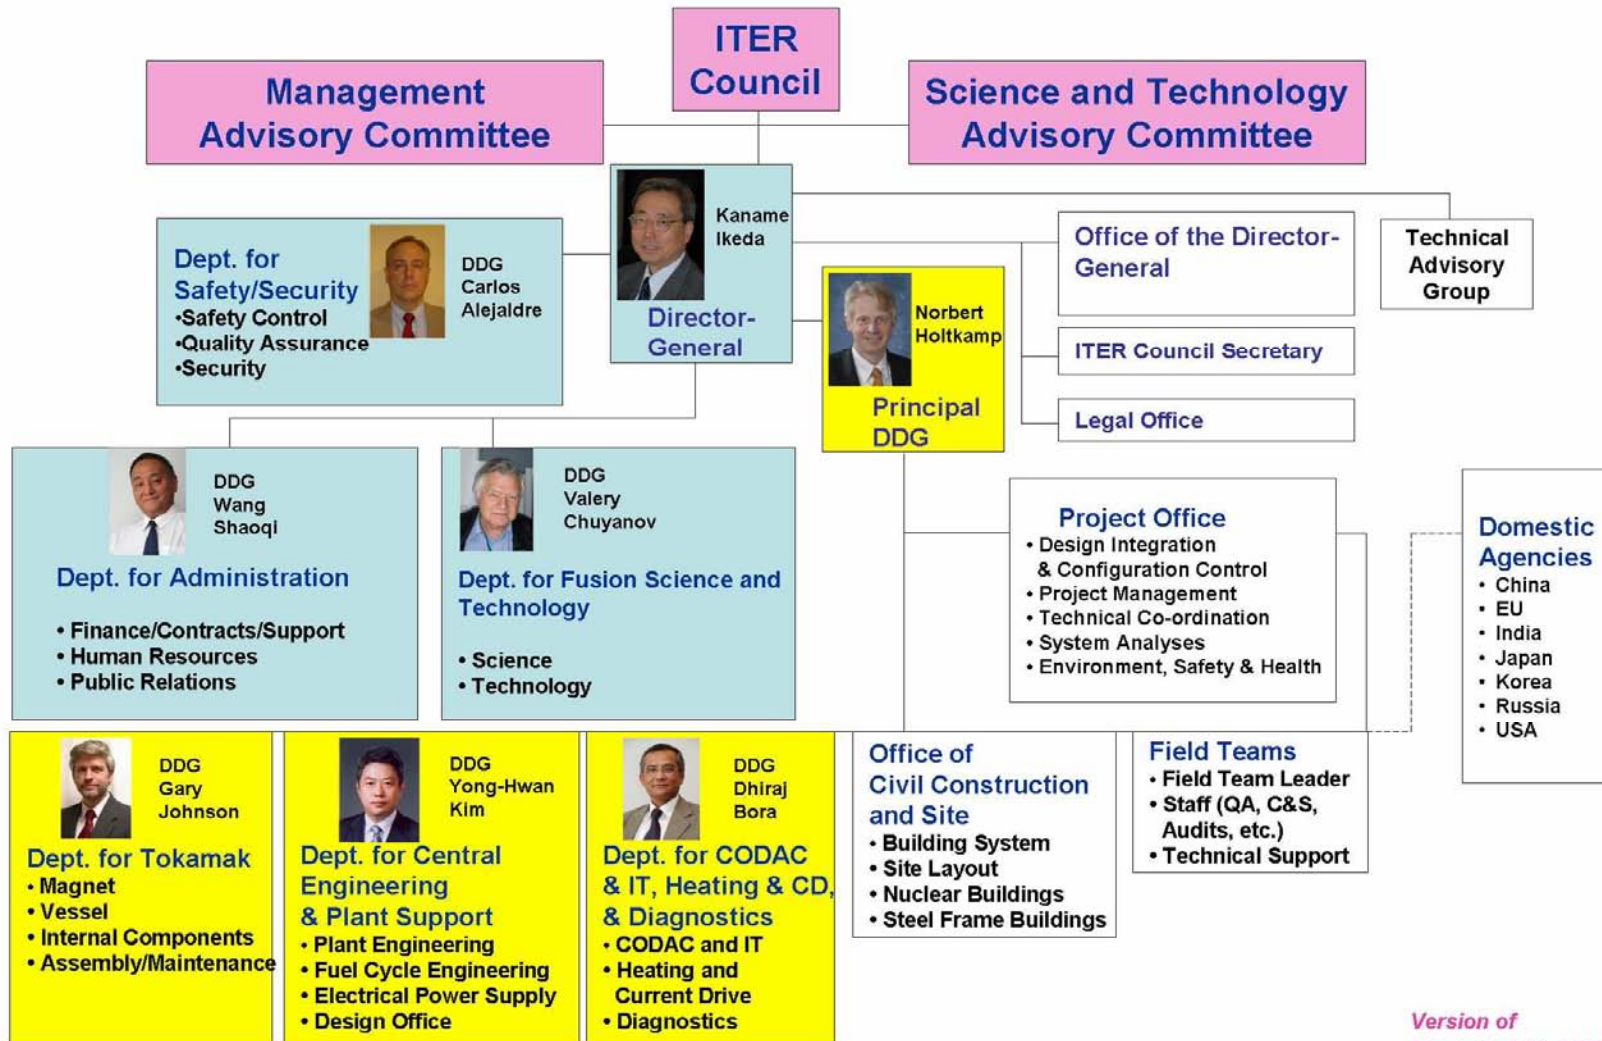 ITER
Council
Management
Advisory Committee
Science and Technology
Advisory Committee
Kaname
Ikeda
Director-
General
Dept. for
Safety/Security
•Safety Control
•Quality Assurance
•Security
DDG
Carlos
Alejaldre
Norbert
Holtkamp
Principal
DDG
Office of the Director-
General
ITER Council Secretary
Legal Office
Technical
Advisory
Group
DDG
Wang
Shaoqi
Dept. for Administration
• Finance/Contracts/Support
• Human Resources
• Public Relations
DDG
Valery
Chuyanov
Dept. for Fusion Science and
Technology
• Science
• Technology
Project Office
• Design Integration
& Configuration Control
• Project Management
• Technical Co-ordination
• System Analyses
• Environment, Safety & Health
Domestic
Agencies
• China
• EU
• India
• Japan
• Korea
• Russia
• USA
DDG
Gary
Johnson
Dept. for Tokamak
• Magnet
• Vessel
• Internal Components
• Assembly/Maintenance
DDG
Yong-Hwan
Kim
Dept. for Central
Engineering
& Plant Support
• Plant Engineering
• Fuel Cycle Engineering
• Electrical Power Supply
• Design Office
DDG
Dhiraj
Bora
Dept. for CODAC
& IT, Heating & CD,
& Diagnostics
• CODAC and IT
• Heating and
Current Drive
• Diagnostics
Office of
Civil Construction
and Site
• Building System
• Site Layout
• Nuclear Buildings
• Steel Frame Buildings
Field Teams
• Field Team Leader
• Staff (QA, C&S,
Audits, etc.)
• Technical Support
Version of